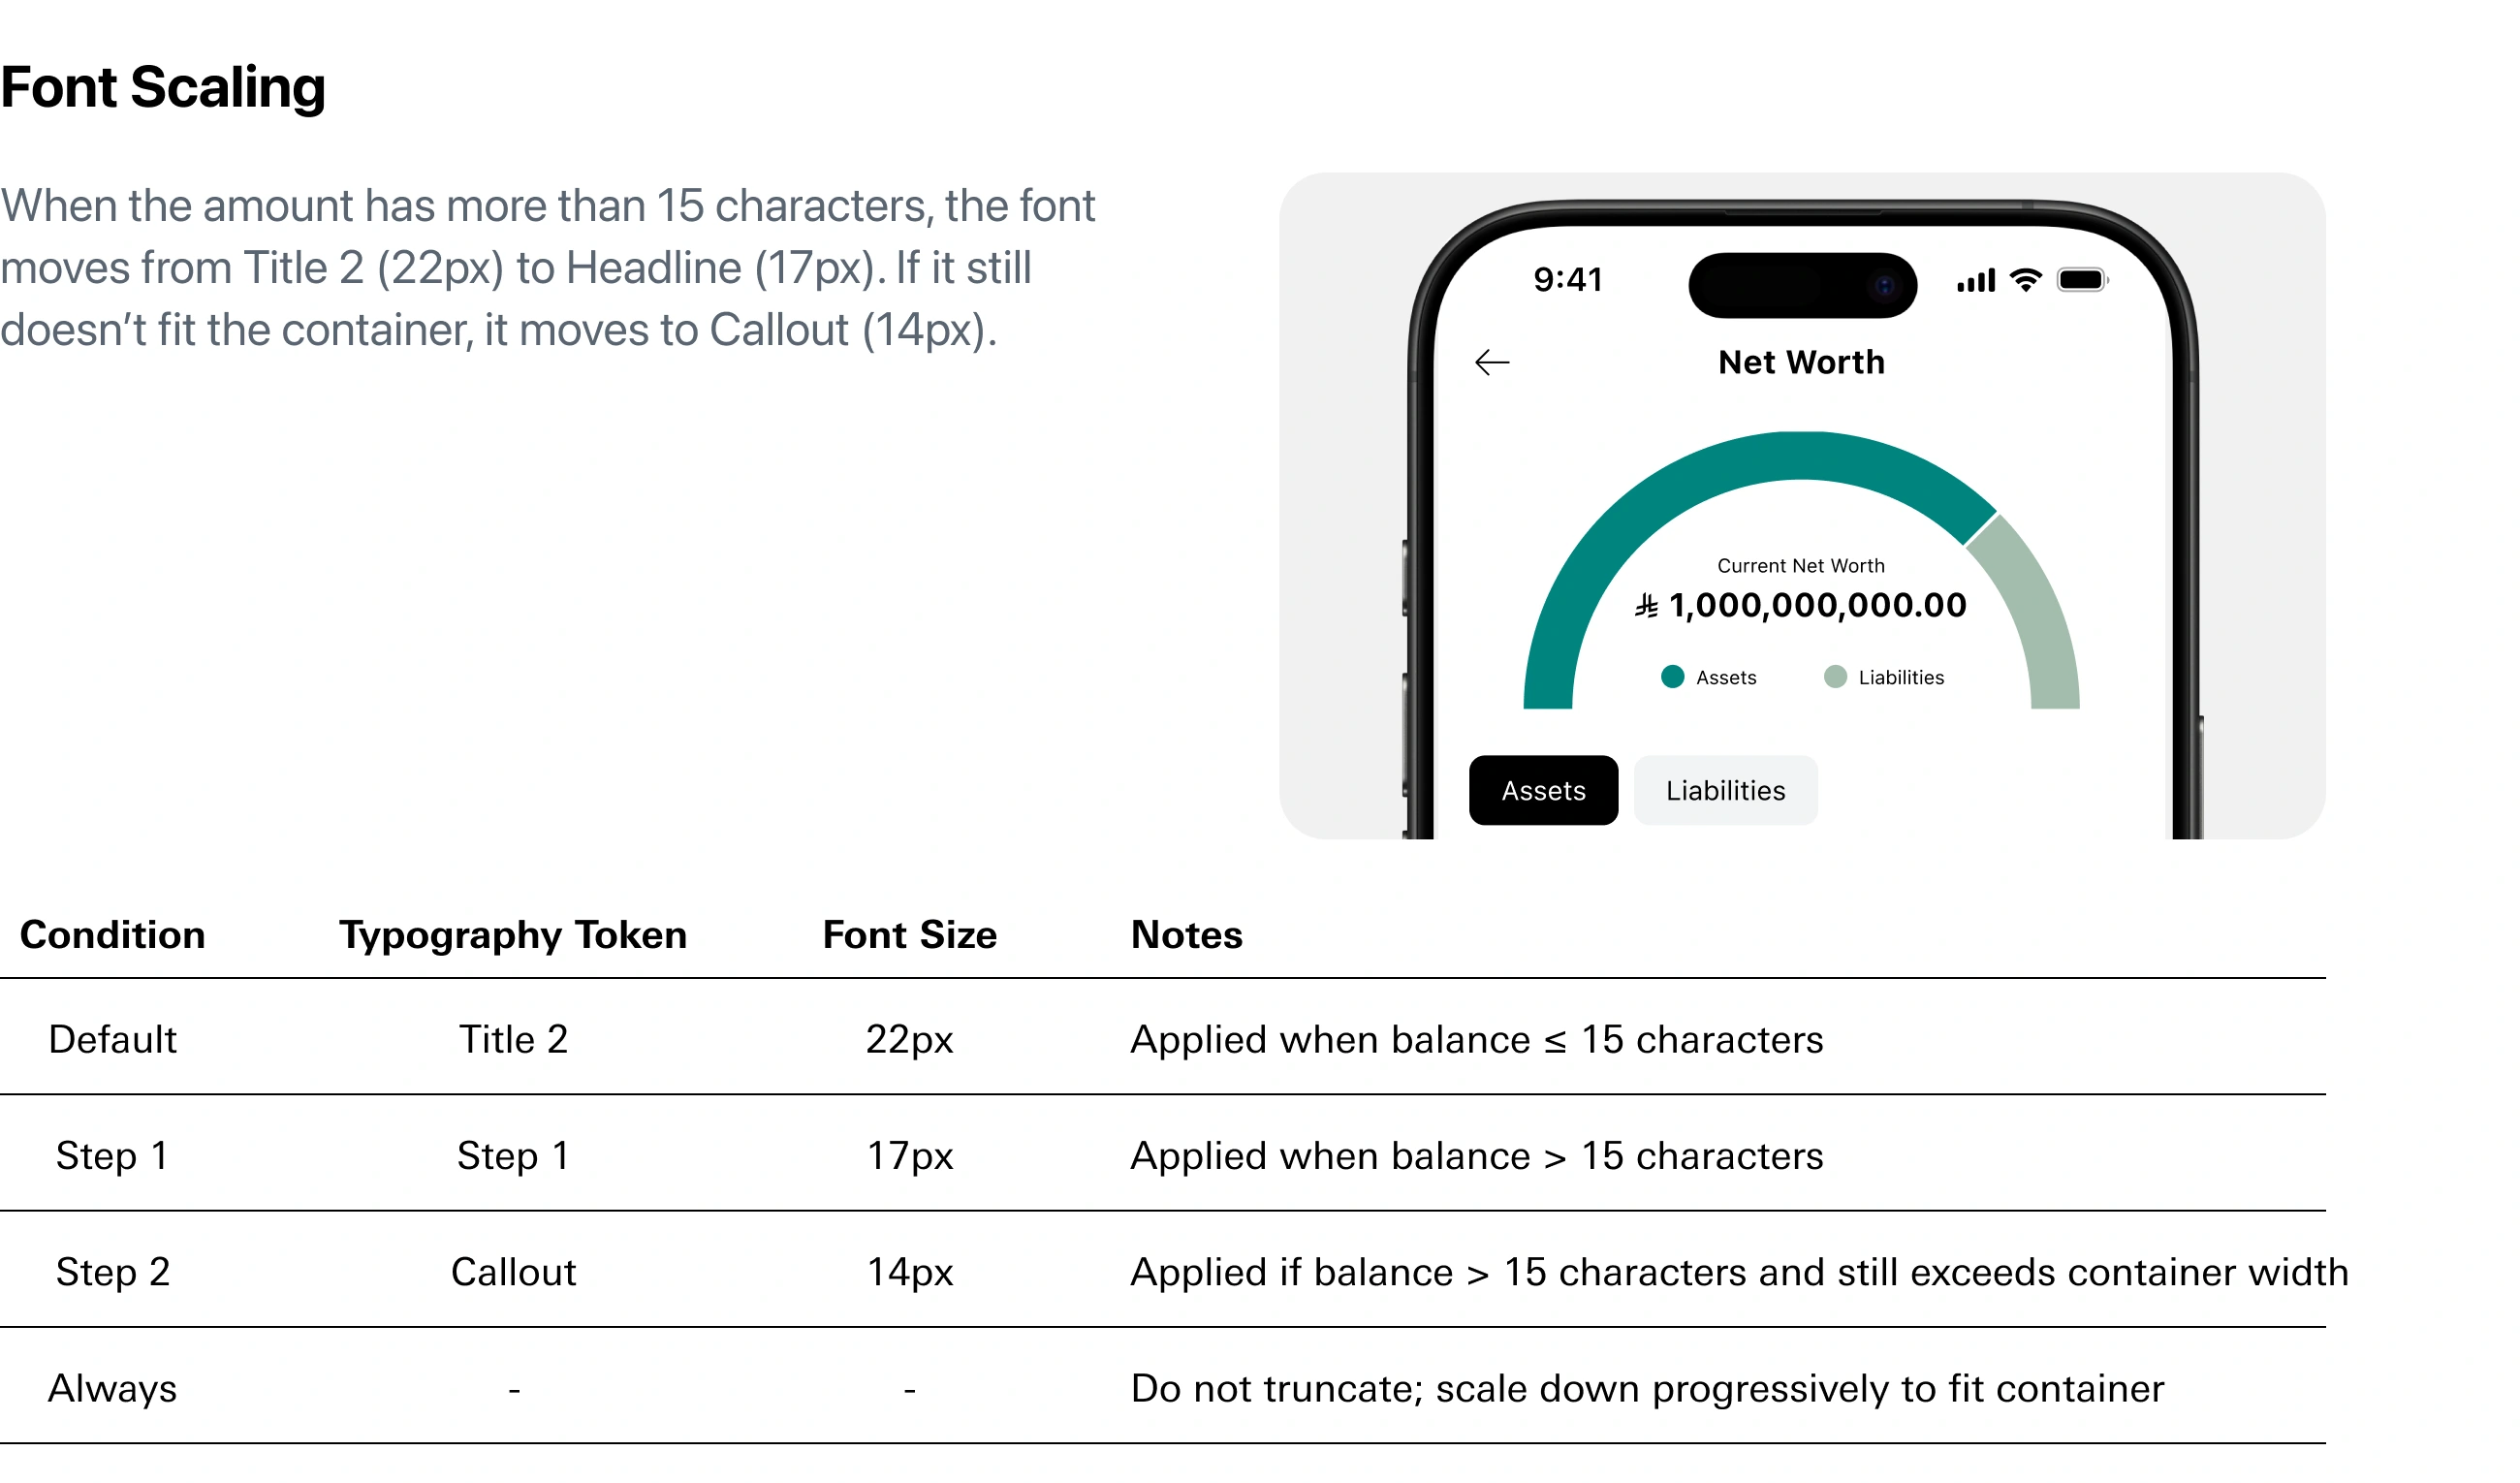 Font Scaling
When the amount has more than 15 characters, the font
moves from Title 2 (22px) to Headline (17px). If it still
doesn’t fit the container, it moves to Callout (14px).
9:41
Net Worth
Current Net Worth
⃁ 1,000,000,000.00
Assets Liabilities
Assets Liabilities
Condition Typography Token Font Size Notes
Default Title 2 22px Applied when balance ≤ 15 characters
Step 1 Step 1 17px Applied when balance > 15 characters
Step 2 Callout 14px Applied if balance > 15 characters and still exceeds container width
Always - - Do not truncate; scale down progressively to fit container